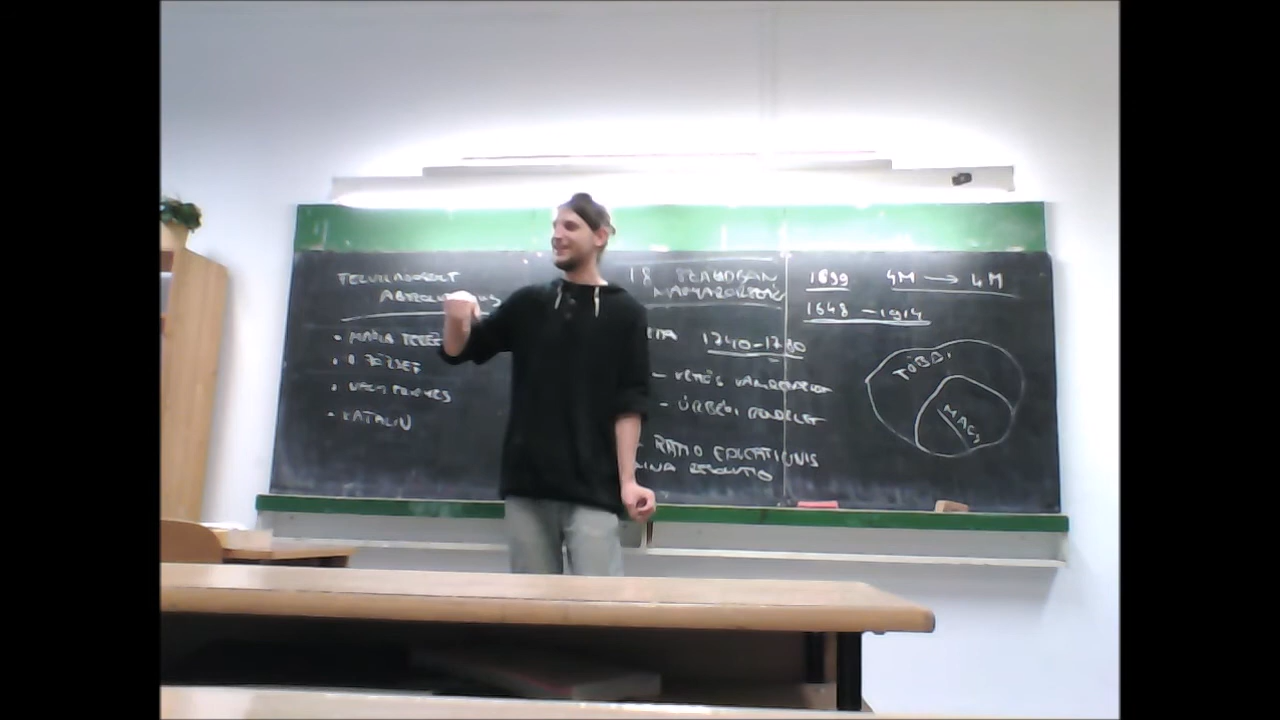 FELVILÁGOSULT
ABSZOLUTIZMUS
• MÁRIA TERÉZ
• II JÓZSEF
• NAGY FRIGYES
• KATALIN
18 SZÁZADBAN
MAGYARORSZÁG
1740-1780
- KETTŐS VÁMRENDELET
- ÚRBÉRI RENDELET
- RATIO EDUCATIONIS
1699 4M → 4M
1648 - 1914
TÖBBI
MAGY